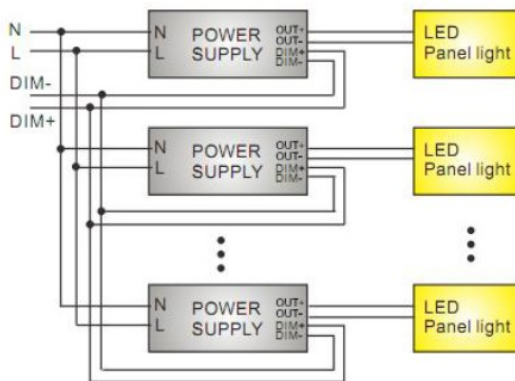 N
L
DIM-
DIM+
N
L
POWER
SUPPLY
OUT+
OUT-
DIM+
DIM-
LED
Panel light
N
L
POWER
SUPPLY
OUT+
OUT-
DIM+
DIM-
LED
Panel light
N
L
POWER
SUPPLY
OUT+
OUT-
DIM+
DIM-
LED
Panel light